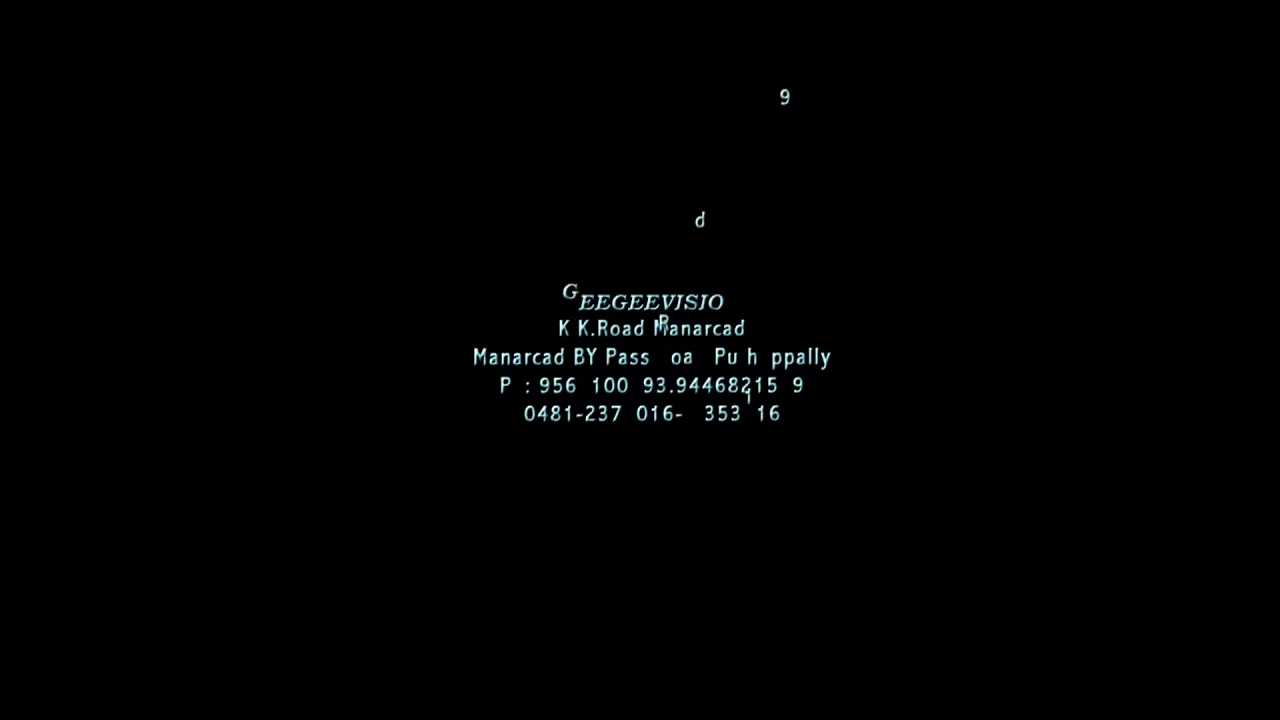 9
d
GEEGEEVISIO
K K.Road Manarcad
R
Manarcad BY Pass oa Pu h ppally
P : 956 100 93.94468215 9
1
0481-237 016- 353 16